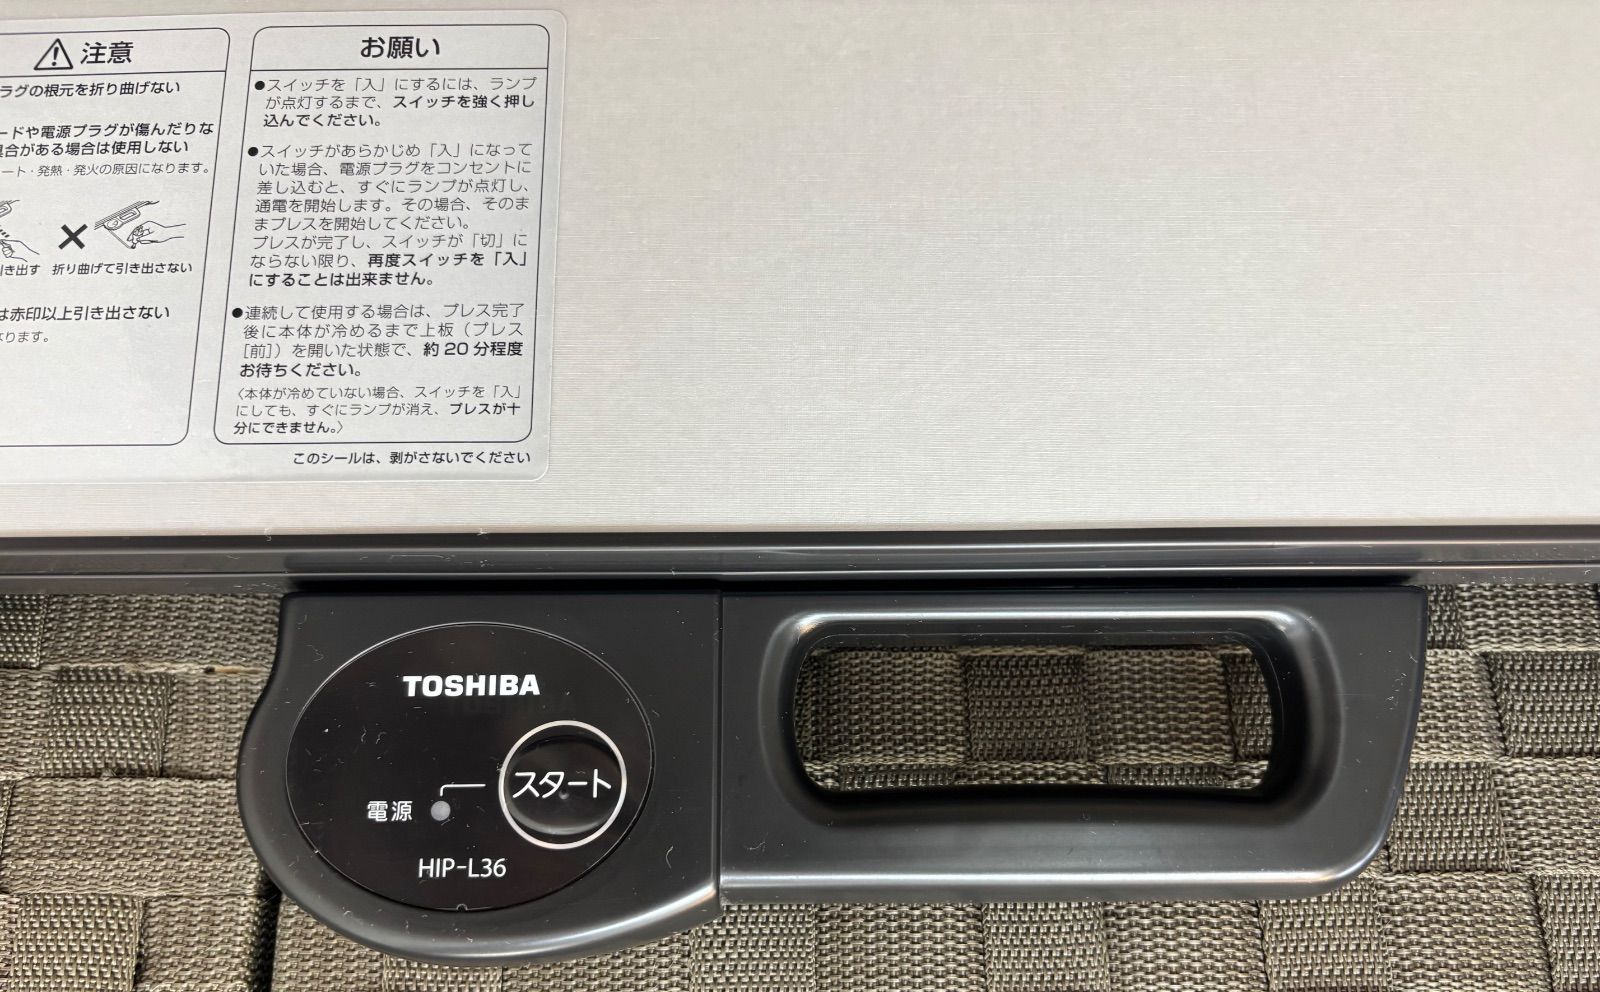 注意
ラグの根元を折り曲げない
ードや電源プラグが傷んだりな
具合がある場合は使用しない
ート・発熱・発火の原因になります。
引き出す 折り曲げて引き出さない
は赤印以上引き出さない
ります。
お願い
●スイッチを「入」にするには、ランプ
が点灯するまで、スイッチを強く押し
込んでください。
●スイッチがあらかじめ「入」になって
いた場合、電源プラグをコンセントに
差し込むと、すぐにランプが点灯し、
通電を開始します。その場合、そのま
まプレスを開始してください。
プレスが完了し、スイッチが「切」に
ならない限り、再度スイッチを「入」
にすることは出来ません。
●連続して使用する場合は、プレス完了
後に本体が冷めるまで上板(プレス
[前])を開いた状態で、約20分程度
お待ちください。
〈本体が冷めていない場合、スイッチを「入」
にしても、すぐにランプが消え、プレスが十
分にできません。〉
このシールは、剥がさないでください
TOSHIBA
スタート
電源
HIP-L36